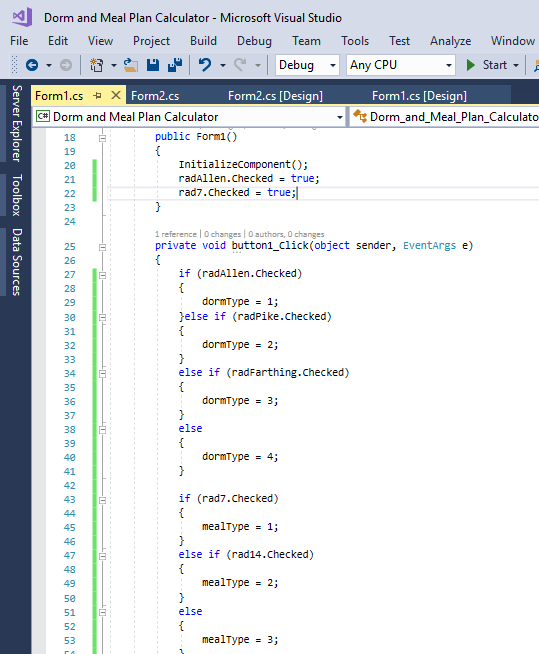 Dorm and Meal Plan Calculator - Microsoft Visual Studio
File Edit View Project Build Debug Team Tools Test Analyze Window
Debug Any CPU Start
Server Explorer
Toolbox
Data Sources
Form1.cs Form2.cs Form2.cs [Design] Form1.cs [Design]
C# Dorm and Meal Plan Calculator Dorm_and_Meal_Plan_Calculato
18 public Form1()
19 {
20 InitializeComponent();
21 radAllen.Checked = true;
22 rad7.Checked = true;
23 }
24
1 reference | 0 changes | 0 authors, 0 changes
25 private void button1_Click(object sender, EventArgs e)
26 {
27 if (radAllen.Checked)
28 {
29 dormType = 1;
30 }else if (radPike.Checked)
31 {
32 dormType = 2;
33 }
34 else if (radFarthing.Checked)
35 {
36 dormType = 3;
37 }
38 else
39 {
40 dormType = 4;
41 }
42
43 if (rad7.Checked)
44 {
45 mealType = 1;
46 }
47 else if (rad14.Checked)
48 {
49 mealType = 2;
50 }
51 else
52 {
53 mealType = 3;
54 }